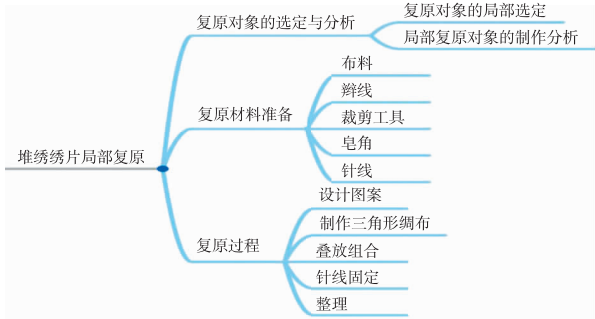 堆绣绣片局部复原
复原对象的选定与分析
复原对象的局部选定
局部复原对象的制作分析
复原材料准备
布料
辫线
裁剪工具
皂角
针线
复原过程
设计图案
制作三角形绸布
叠放组合
针线固定
整理